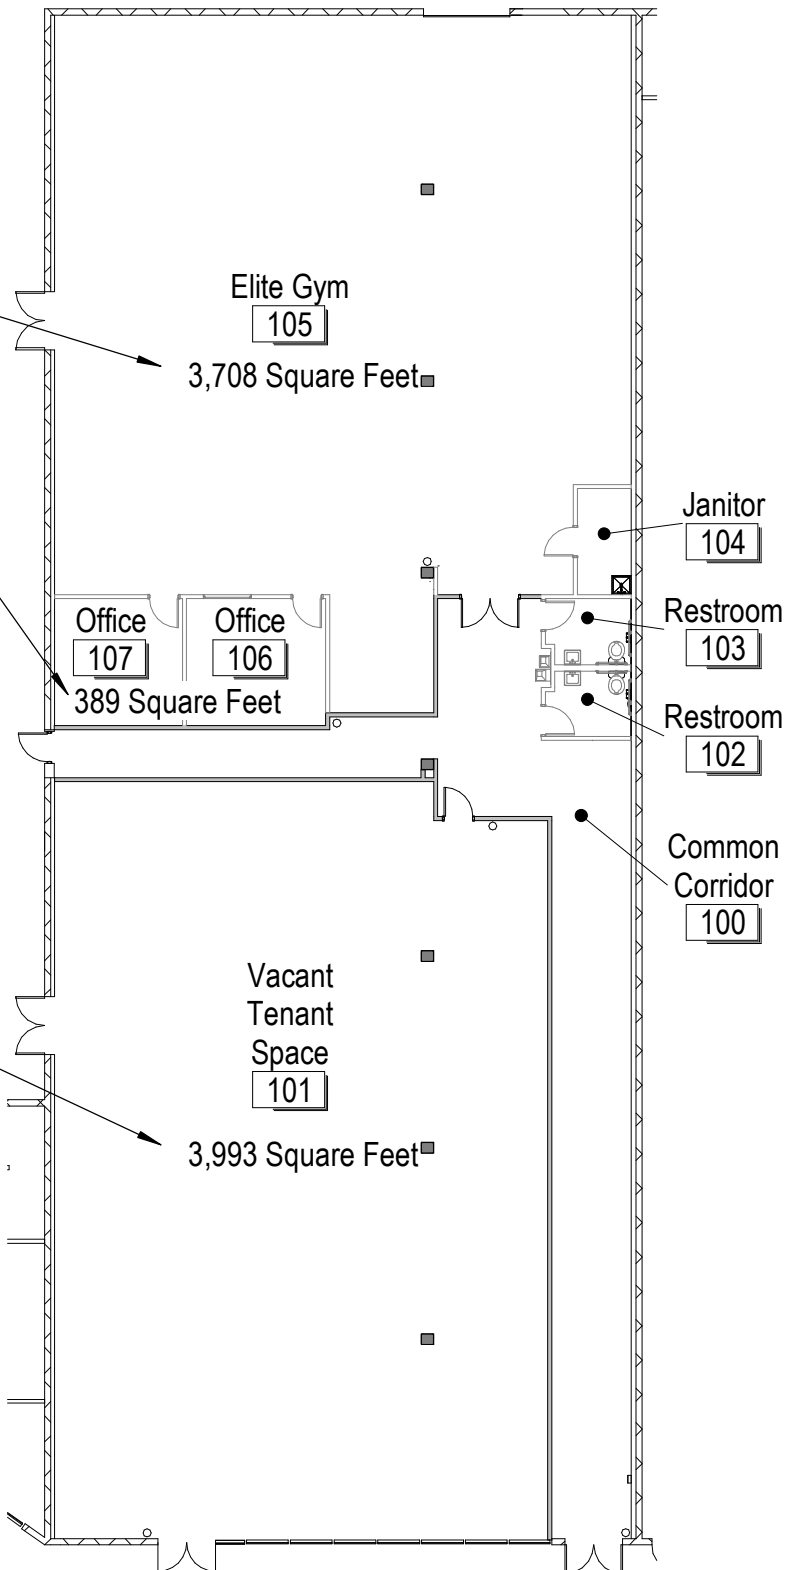 Elite Gym
105
3,708 Square Feet
Janitor
104
Restroom
103
Office
107
Office
106
389 Square Feet
Restroom
102
Common
Corridor
100
Vacant
Tenant
Space
101
3,993 Square Feet